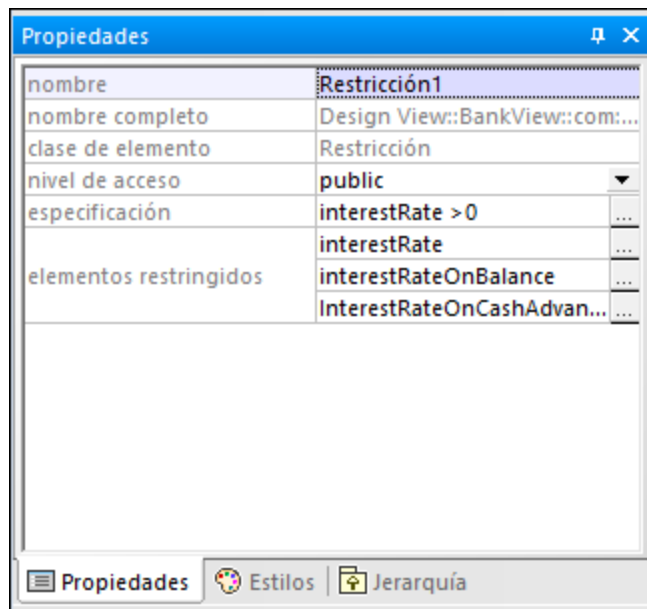 Propiedades
nombre Restricción1
nombre completo Design View::BankView::com:...
clase de elemento Restricción
nivel de acceso public
especificación interestRate >0 ...
interestRate ...
elementos restringidos interestRateOnBalance ...
InterestRateOnCashAdvan... ...
Propiedades Estilos Jerarquía